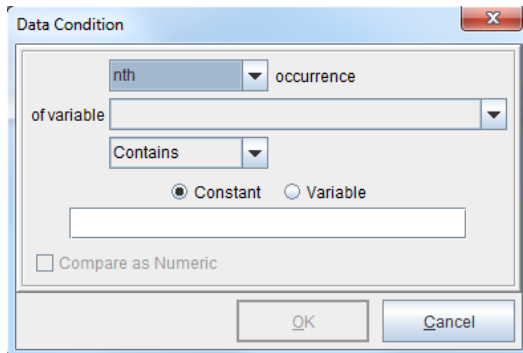 Data Condition
nth occurrence
of variable
Contains
Constant Variable
Compare as Numeric
OK Cancel